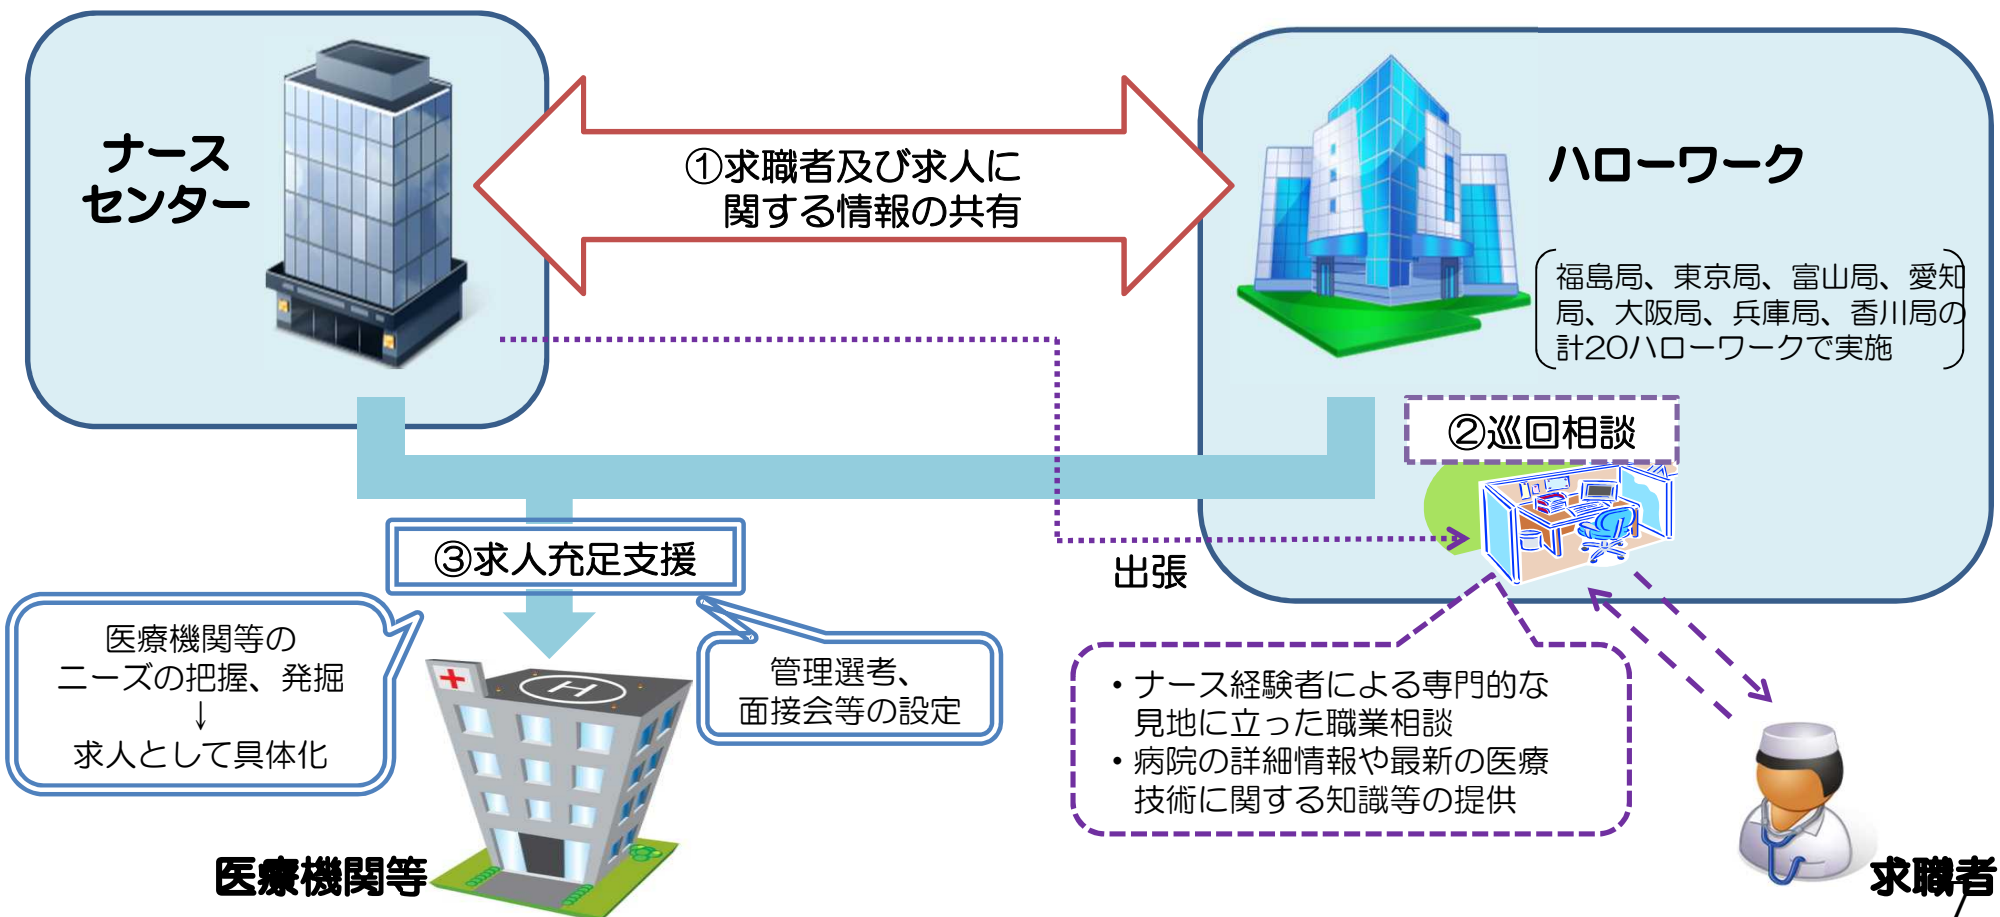 ナース
センター
①求職者及び求人に
関する情報の共有
ハローワーク
福島局、東京局、富山局、愛知
局、大阪局、兵庫局、香川局の
計20ハローワークで実施
②巡回相談
出張
③求人充足支援
医療機関等の
ニーズの把握、発掘
↓
求人として具体化
管理選考、
面接会等の設定
・ナース経験者による専門的な
見地に立った職業相談
・病院の詳細情報や最新の医療
技術に関する知識等の提供
H
医療機関等
求職者